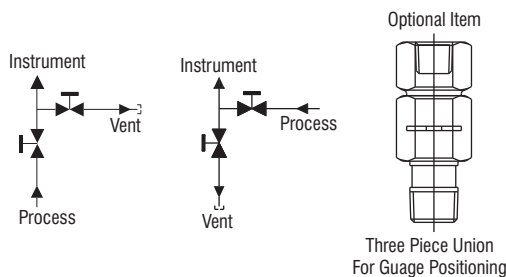 Instrument
Vent
Process
Instrument
Process
Vent
Optional Item
Three Piece Union
For Guage Positioning